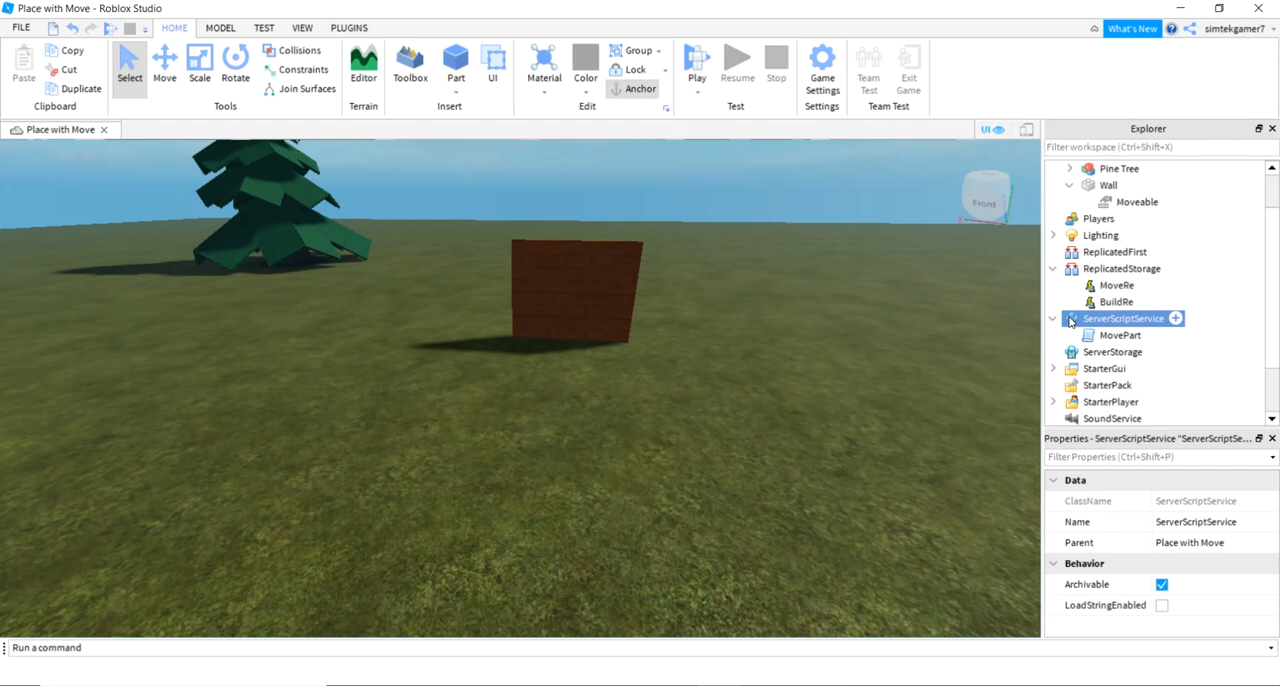 Place with Move - Roblox Studio
FILE HOME MODEL TEST VIEW PLUGINS What's New simtekgamer7
Paste Copy Cut Duplicate
Clipboard
Select Move Scale Rotate Collisions Constraints Join Surfaces
Tools
Editor
Terrain
Toolbox Part UI
Insert
Material Color Group Lock Anchor
Edit
Play Resume Stop
Test
Game Settings
Settings
Team Test Exit Game
Team Test
Place with Move UI
Front
Explorer
Filter workspace (Ctrl+Shift+X)
Pine Tree
Wall
Moveable
Players
Lighting
ReplicatedFirst
ReplicatedStorage
MoveRe
BuildRe
ServerScriptService
MovePart
ServerStorage
StarterGui
StarterPack
StarterPlayer
SoundService
Properties - ServerScriptService "ServerScriptSe...
Filter Properties (Ctrl+Shift+P)
Data
ClassName ServerScriptService
Name ServerScriptService
Parent Place with Move
Behavior
Archivable
LoadStringEnabled
Run a command